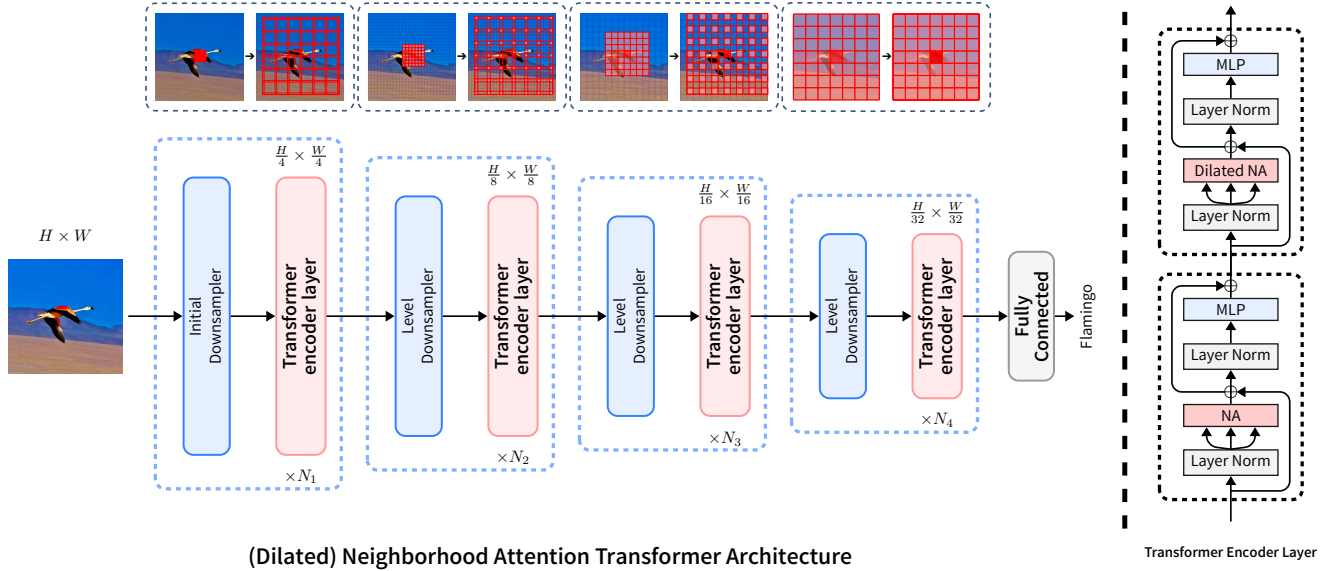 H × W
Initial Downsampler
H/4 × W/4
Transformer encoder layer
×N₁
Level Downsampler
H/8 × W/8
Transformer encoder layer
×N₂
Level Downsampler
H/16 × W/16
Transformer encoder layer
×N₃
Level Downsampler
H/32 × W/32
Transformer encoder layer
×N₄
Fully Connected
Flamingo
(Dilated) Neighborhood Attention Transformer Architecture
MLP
Layer Norm
Dilated NA
Layer Norm
MLP
Layer Norm
NA
Layer Norm
Transformer Encoder Layer